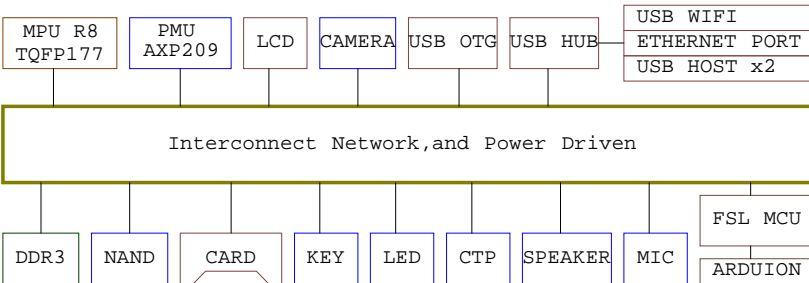 MPU R8
TQFP177
PMU
AXP209
LCD
CAMERA
USB OTG
USB HUB
USB WIFI
ETHERNET PORT
USB HOST x2
Interconnect Network,and Power Driven
DDR3
NAND
CARD
KEY
LED
CTP
SPEAKER
MIC
FSL MCU
ARDUION